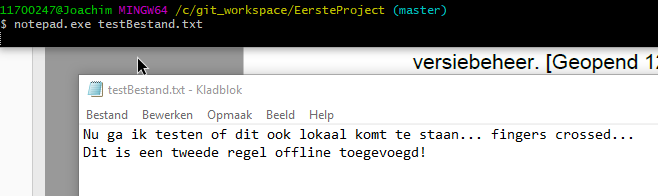 11700247@Joachim MINGW64 /c/git_workspace/EersteProject (master)
$ notepad.exe testBestand.txt
versiebeheer. [Geopend 12
testBestand.txt - Kladblok
Bestand Bewerken Opmaak Beeld Help
Nu ga ik testen of dit ook lokaal komt te staan... fingers crossed...
Dit is een tweede regel offline toegevoegd!